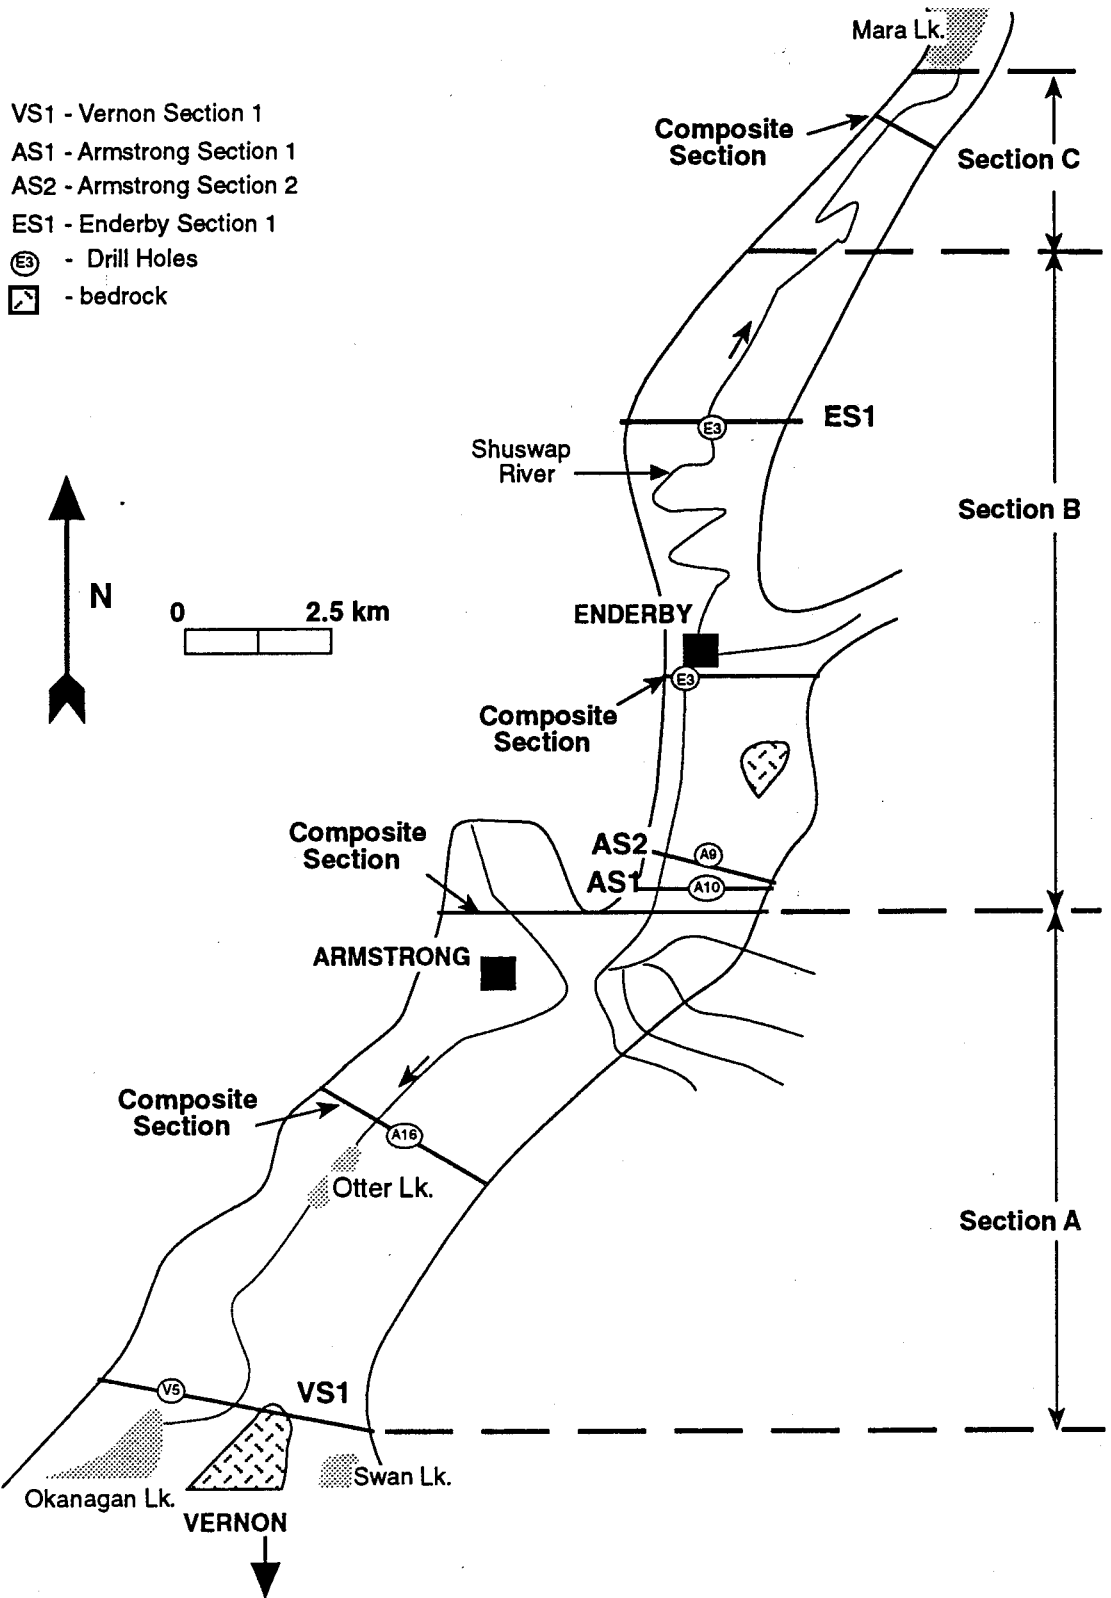 Mara Lk.
VS1 - Vernon Section 1
AS1 - Armstrong Section 1
AS2 - Armstrong Section 2
ES1 - Enderby Section 1
E3 - Drill Holes
- bedrock
Composite
Section
Section C
ES1
E3
Shuswap
River
Section B
N
0 2.5 km
ENDERBY
E3
Composite
Section
Composite
Section
AS2
A9
AS1
A10
ARMSTRONG
Composite
Section
A16
Otter Lk.
Section A
V5
VS1
Swan Lk.
Okanagan Lk.
VERNON